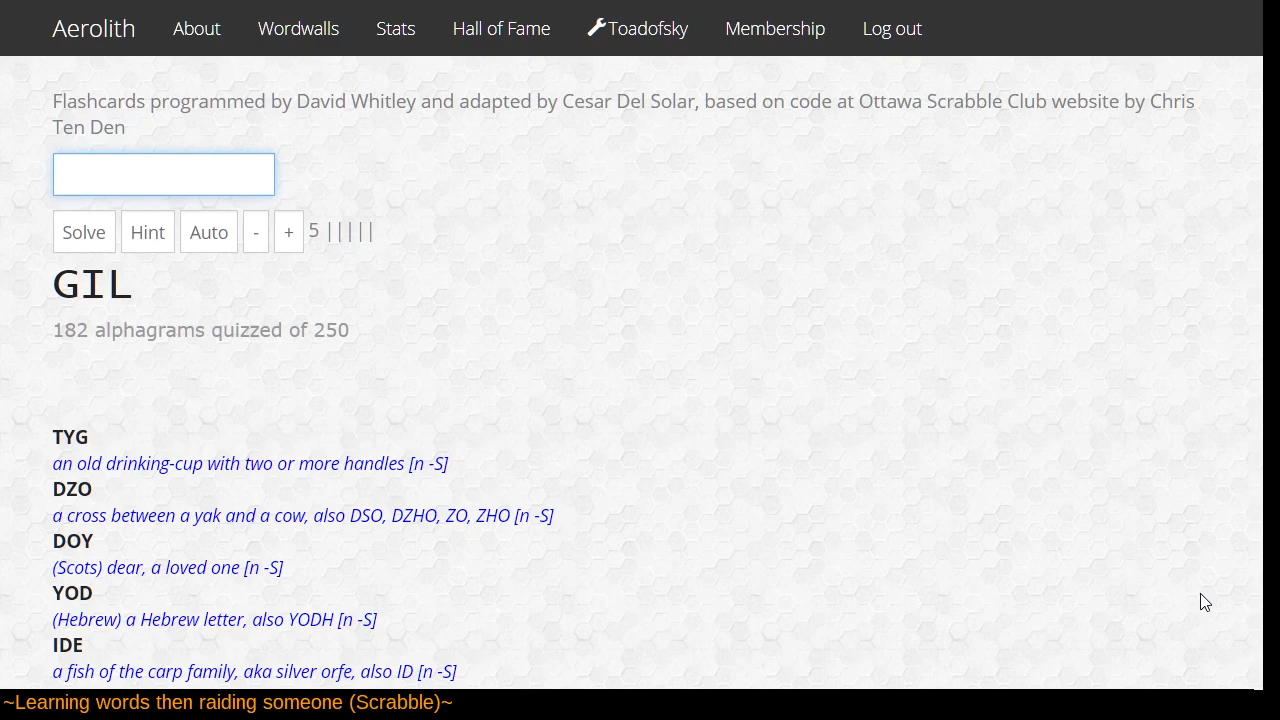 Aerolith About Wordwalls Stats Hall of Fame Toadofsky Membership Log out
Flashcards programmed by David Whitley and adapted by Cesar Del Solar, based on code at Ottawa Scrabble Club website by Chris
Ten Den
Solve Hint Auto - + 5 |||||
GIL
182 alphagrams quizzed of 250
TYG
an old drinking-cup with two or more handles [n -S]
DZO
a cross between a yak and a cow, also DSO, DZHO, ZO, ZHO [n -S]
DOY
(Scots) dear, a loved one [n -S]
YOD
(Hebrew) a Hebrew letter, also YODH [n -S]
IDE
a fish of the carp family, aka silver orfe, also ID [n -S]
~Learning words then raiding someone (Scrabble)~